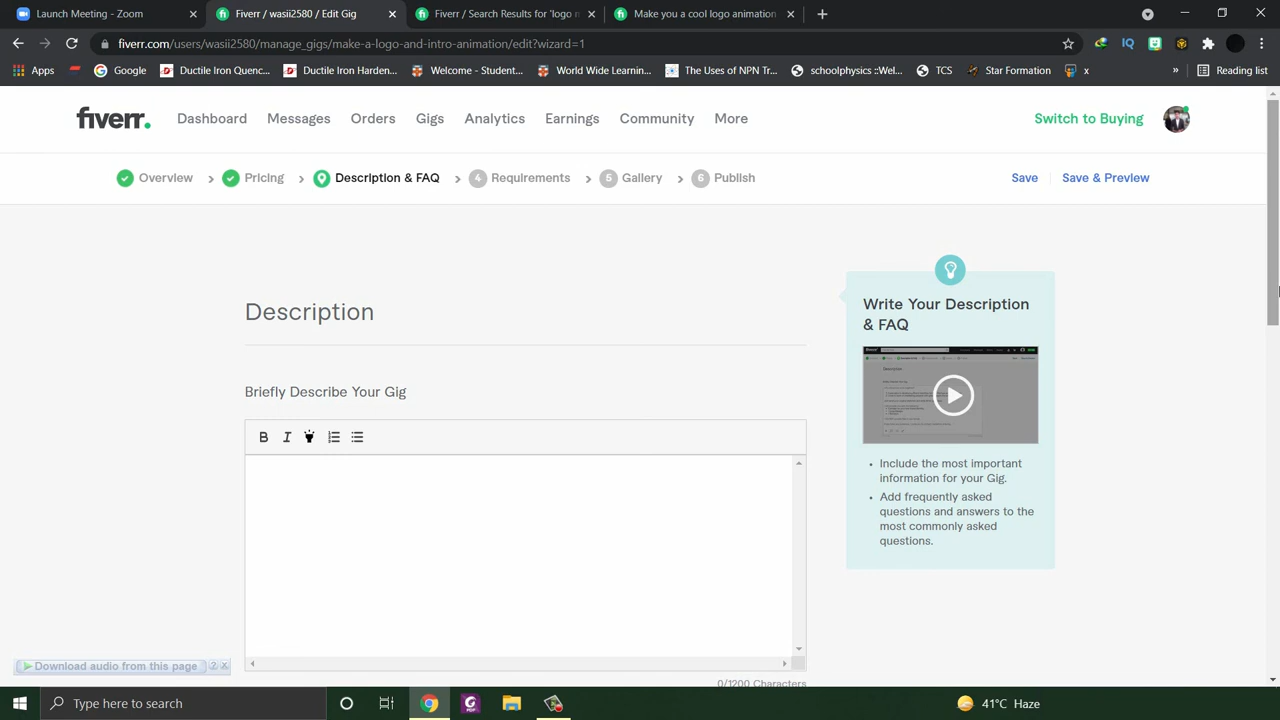 Launch Meeting - Zoom
Fiverr / wasii2580 / Edit Gig
Fiverr / Search Results for 'logo m
Make you a cool logo animation
fiverr.com/users/wasii2580/manage_gigs/make-a-logo-and-intro-animation/edit?wizard=1
Apps
Google
Ductile Iron Quenc...
Ductile Iron Harden...
Welcome - Student...
World Wide Learnin...
The Uses of NPN Tr...
schoolphysics ::Wel...
TCS
Star Formation
x
»
Reading list
fiverr.
Dashboard
Messages
Orders
Gigs
Analytics
Earnings
Community
More
Switch to Buying
Overview
Pricing
Description & FAQ
4 Requirements
5 Gallery
6 Publish
Save
Save & Preview
Description
Write Your Description
& FAQ
Briefly Describe Your Gig
B I
Include the most important
information for your Gig.
Add frequently asked
questions and answers to the
most commonly asked
questions.
Download audio from this page ? x
0/1200 Characters
Type here to search
41°C Haze